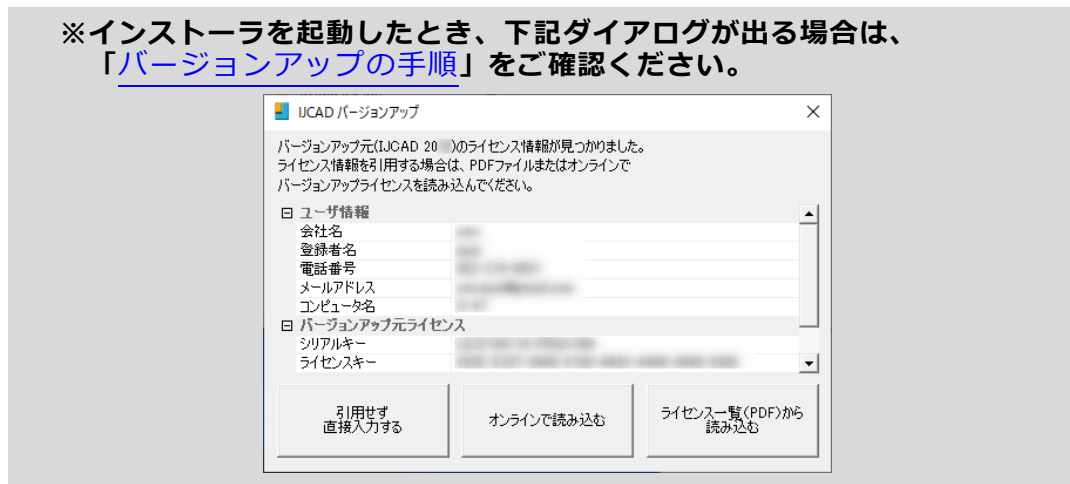 ※インストーラを起動したとき、下記ダイアログが出る場合は、
「バージョンアップの手順」をご確認ください。
IJCAD バージョンアップ
バージョンアップ元(IJCAD 20 )のライセンス情報が見つかりました。
ライセンス情報を引用する場合は、PDFファイルまたはオンラインで
バージョンアップライセンスを読み込んでください。
ユーザ情報
会社名
登録者名
電話番号
メールアドレス
コンピュータ名
バージョンアップ元ライセンス
シリアルキー
ライセンスキー
引用せず
直接入力する
オンラインで読み込む
ライセンス一覧(PDF)から
読み込む